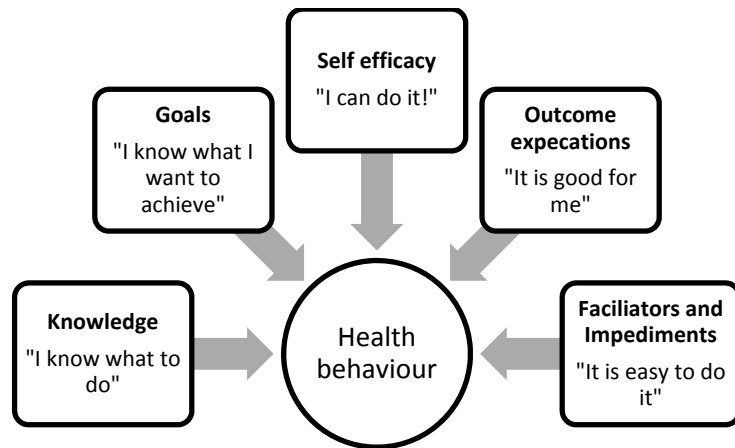 Self efficacy
"I can do it!"
Goals
"I know what I
want to
achieve"
Outcome
expecations
"It is good for
me"
Knowledge
"I know what to
do"
Health
behaviour
Faciliators and
Impediments
"It is easy to do
it"